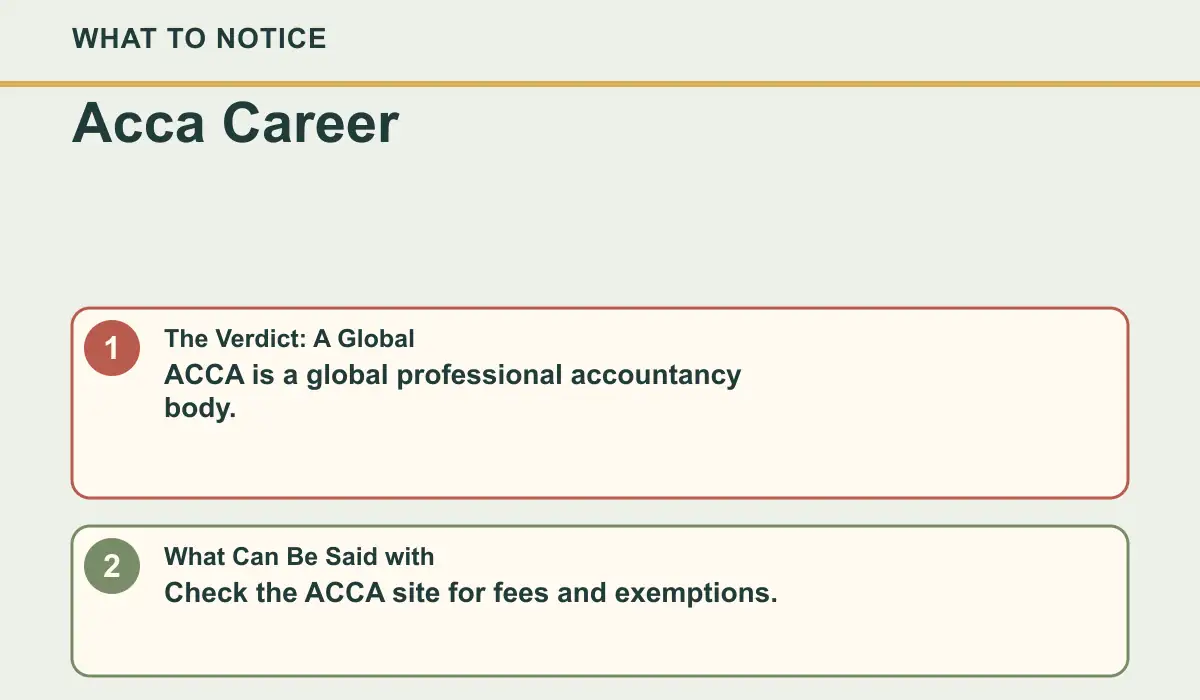 WHAT TO NOTICE
Acca Career
1
The Verdict: A Global
ACCA is a global professional accountancy
body.
2
What Can Be Said with
Check the ACCA site for fees and exemptions.